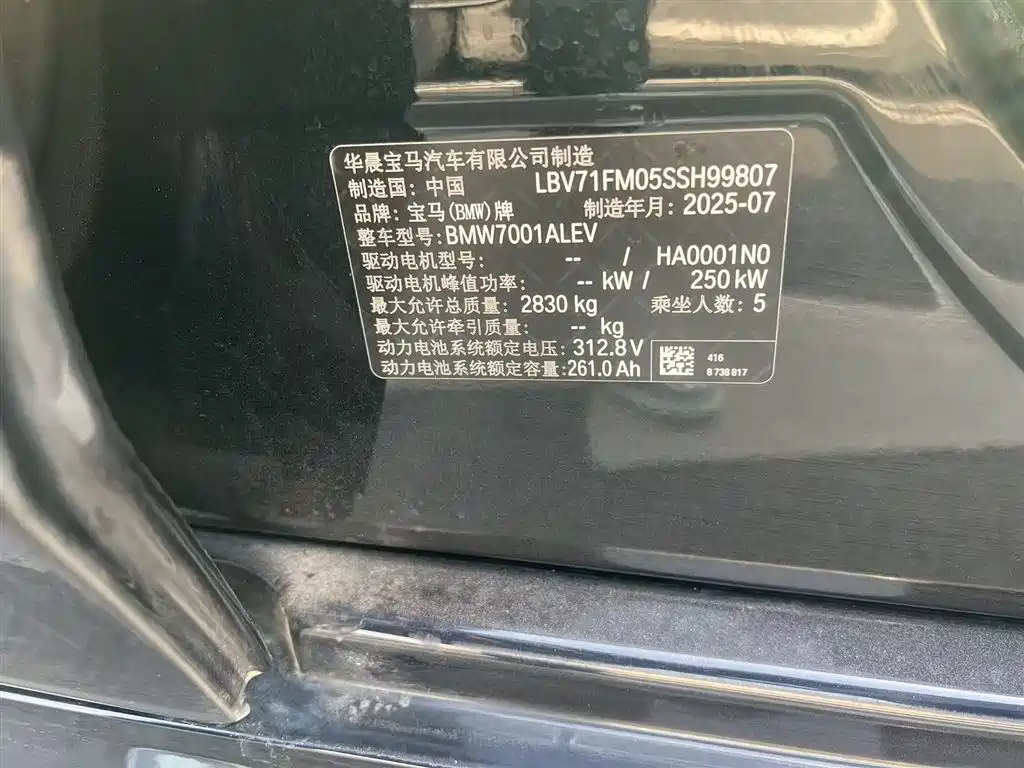 华晨宝马汽车有限公司制造
制造国: 中国 LBV71FM05SSH99807
品牌: 宝马(BMW)牌 制造年月: 2025-07
整车型号:BMW7001ALEV
驱动电机型号: -- / HA0001N0
驱动电机峰值功率: -- kW / 250 kW
最大允许总质量: 2830 kg 乘坐人数: 5
最大允许牵引质量: -- kg
动力电池系统额定电压: 312.8 V
动力电池系统额定容量:261.0 Ah
416
8 738 817